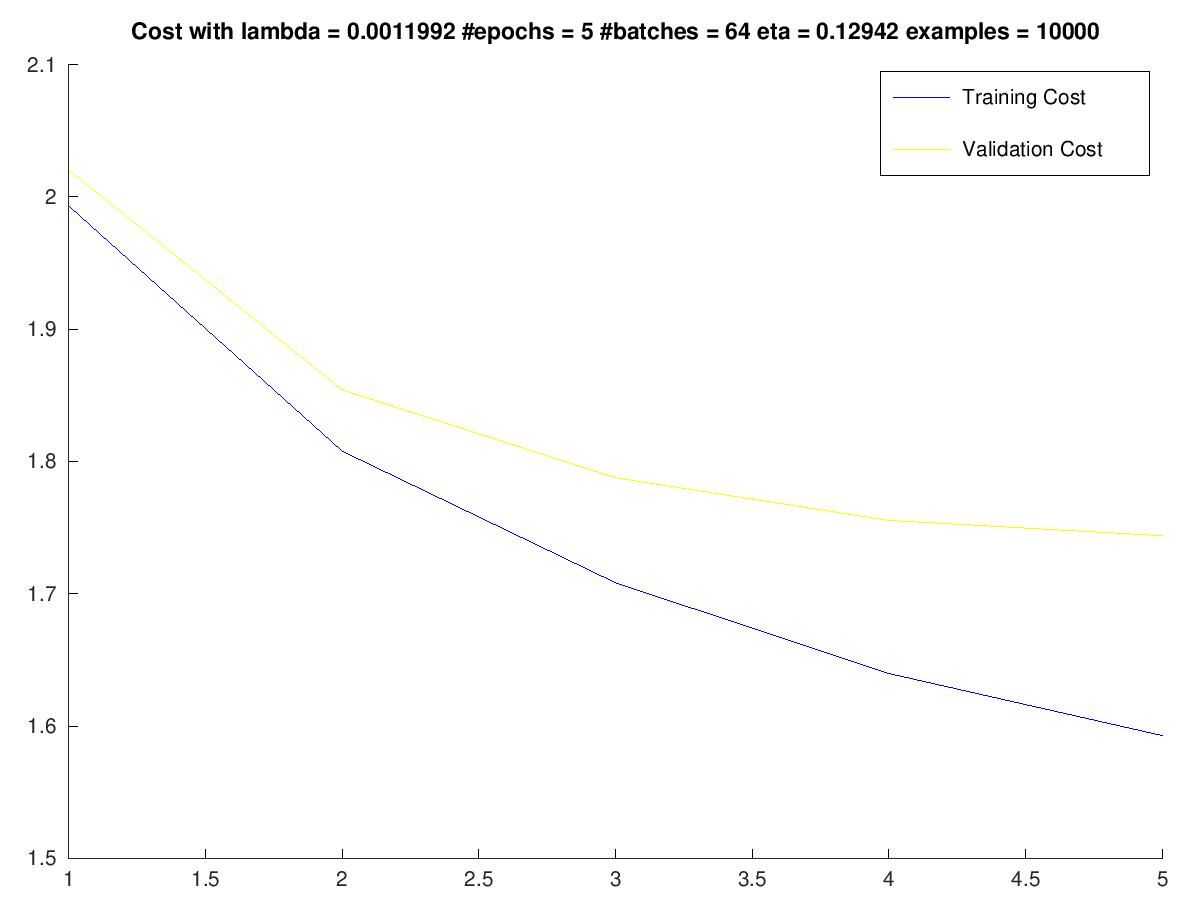 Cost with lambda = 0.0011992 #epochs = 5 #batches = 64 eta = 0.12942 examples = 10000
2.1
Training Cost
Validation Cost
2
1.9
1.8
1.7
1.6
1.5
1 1.5 2 2.5 3 3.5 4 4.5 5